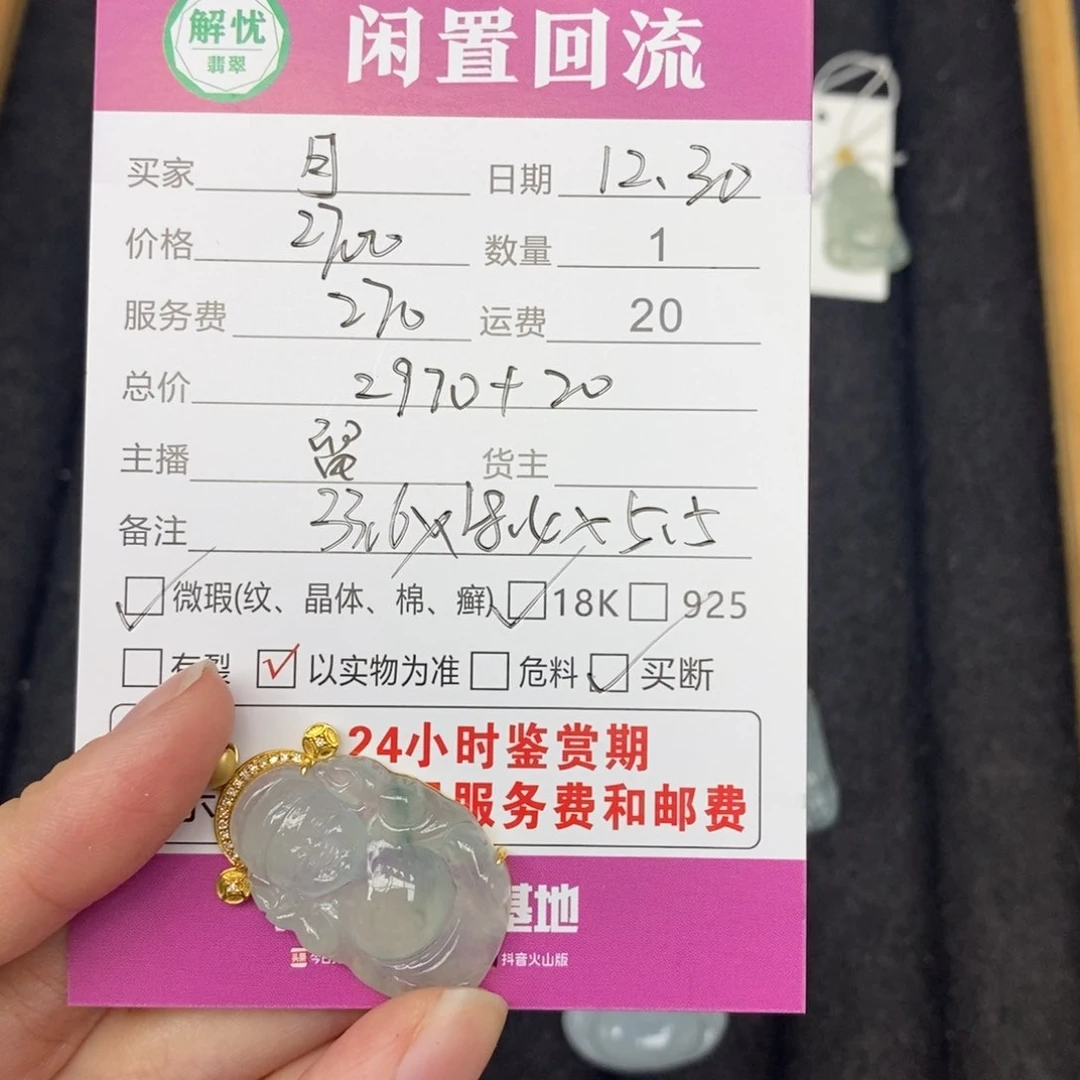 解忧
翡翠
闲置回流
买家 日期 12、30
价格 2700 数量 1
服务费 270 运费 20
总价 2970+20
主播 留 货主
备注 33.6×18.4×5.5
微瑕(纹、晶体、棉、癣) 18K 925
有裂 以实物为准 危料 买断
24小时鉴赏期
服务费和邮费
基地
头条 今日 抖音火山版